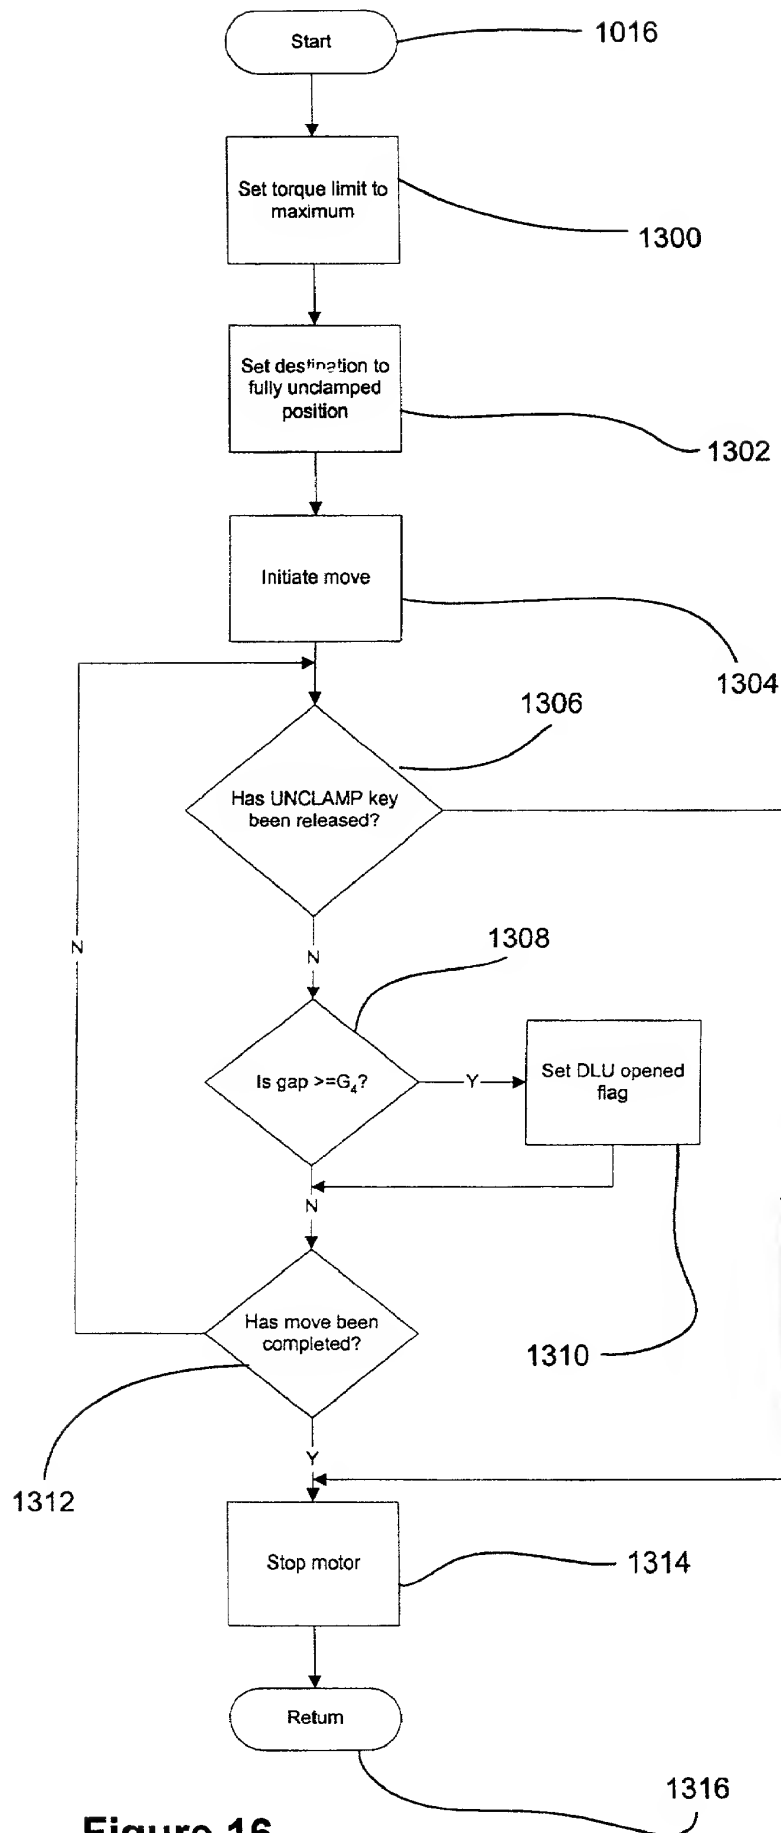 Start
1016
Set torque limit to
maximum
1300
Set destination to
fully unclamped
position
1302
Initiate move
1304
1306
Has UNCLAMP key
been released?
N
N
1308
Is gap >=G₄?
Y
Set DLU opened
flag
N
1310
Has move been
completed?
1312
Y
Stop motor
1314
Return
1316
Figure 16